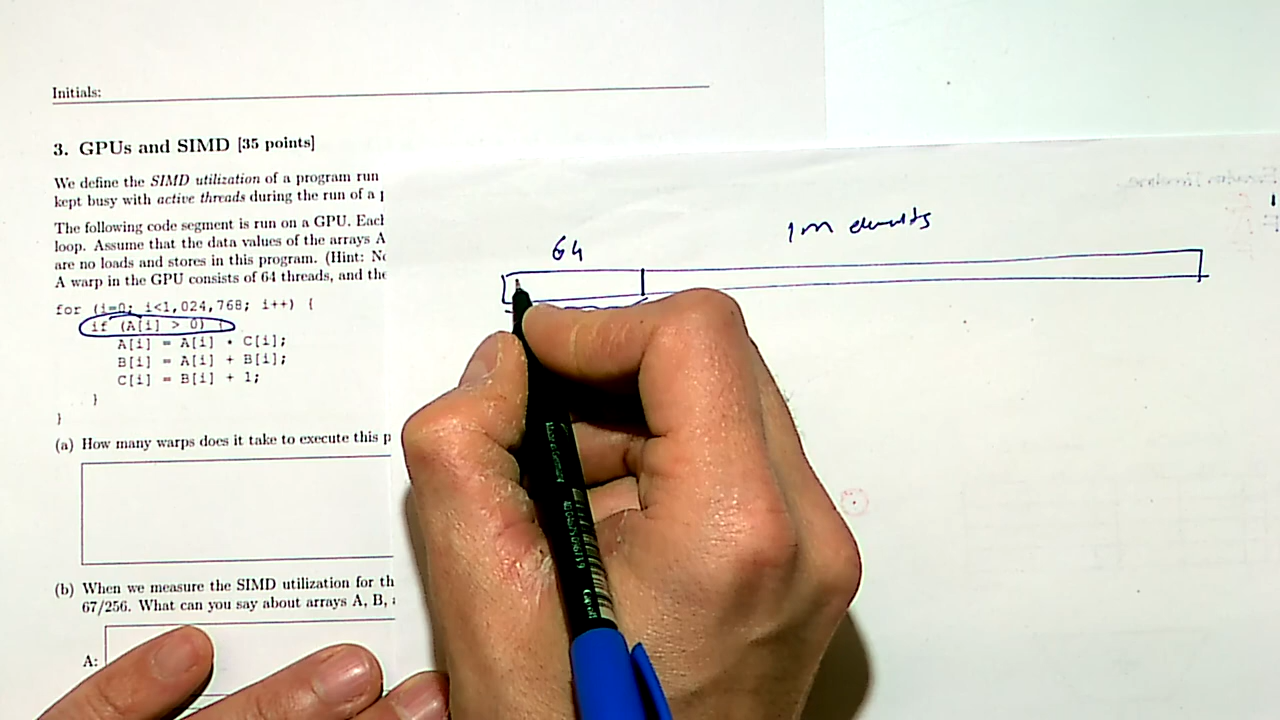 Initials:
3. GPUs and SIMD [35 points]
We define the SIMD utilization of a program run
kept busy with active threads during the run of a
The following code segment is run on a GPU. Each
loop. Assume that the data values of the arrays A
are no loads and stores in this program. (Hint:
A warp in the GPU consists of 64 threads, and the
for (i=0; i<1,024,768; i++) {
if (A[i] > 0) {
A[i] = A[i] * C[i];
B[i] = A[i] + B[i];
C[i] = B[i] + 1;
}
}
(a) How many warps does it take to execute this p
(b) When we measure the SIMD utilization for th
67/256. What can you say about arrays A, B,
A:
64
1m elements